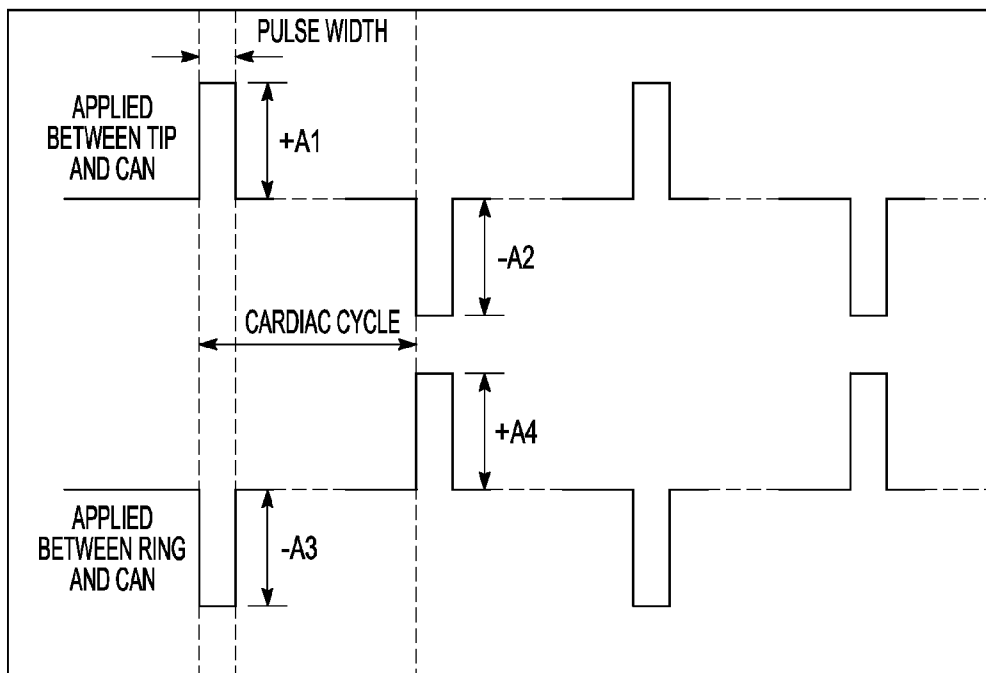 PULSE WIDTH
APPLIED
BETWEEN TIP
AND CAN
+A1
-A2
CARDIAC CYCLE
+A4
APPLIED
BETWEEN RING
AND CAN
-A3